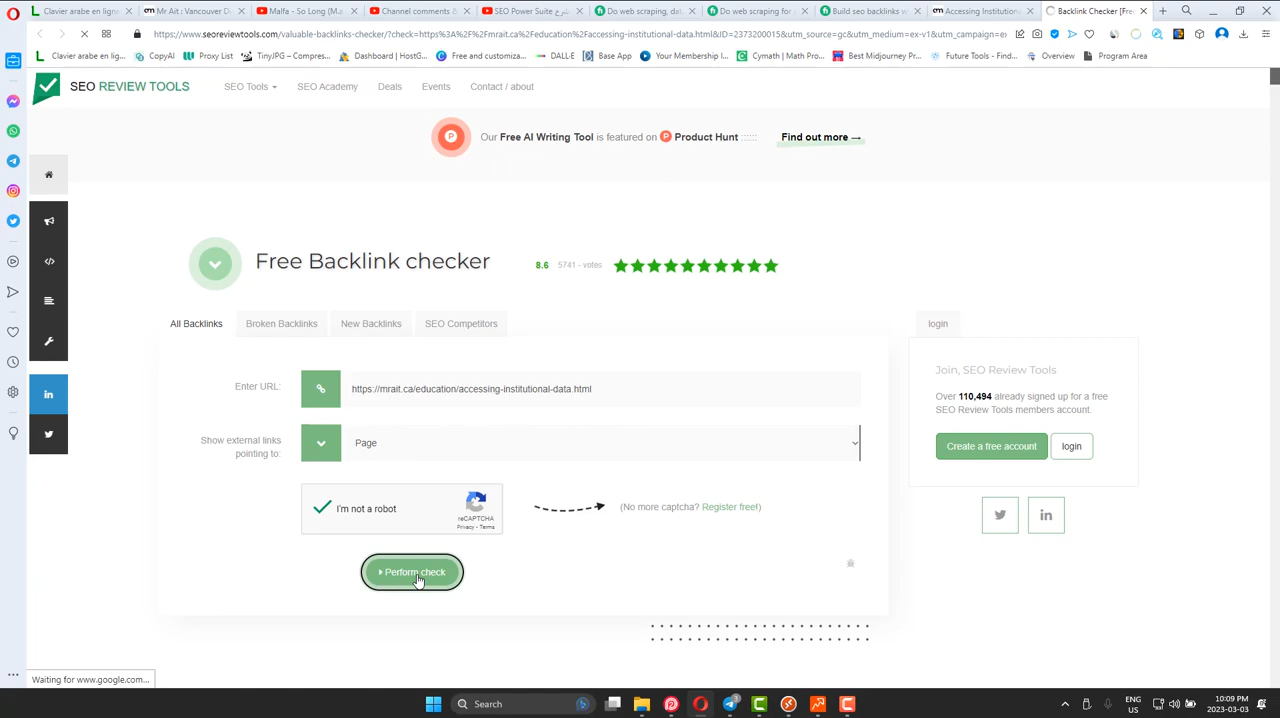 Clavier arabe en lig...
Mr Ait : Vancouver D
Malfa - So Long (Ma
Channel comments &
SEO Power Suite
Do web scraping, da
Do web scraping for
Build seo backlinks w
Accessing Institution
Backlink Checker [Fre
https://www.seoreviewtools.com/valuable-backlinks-checker/?check=https%3A%2F%2Fmrait.ca%2Feducation%2Faccessing-institutional-data.html&ID=2373200015&utm_source=gc&utm_medium=ex-v1&utm_campaign=ex
Clavier arabe en ligne...
CopyAI
Proxy List
TinyJPG – Compres...
Dashboard | HostG...
Free and customiza...
DALL·E
Base App
Your Membership |...
Cymath | Math Pro...
Best Midjourney Pr...
Future Tools - Find...
Overview
Program Area
SEO REVIEW TOOLS
SEO Tools
SEO Academy
Deals
Events
Contact / about
Our Free AI Writing Tool is featured on Product Hunt
Find out more →
Free Backlink checker
8.6
5741 - votes
All Backlinks
Broken Backlinks
New Backlinks
SEO Competitors
login
Enter URL:
https://mrait.ca/education/accessing-institutional-data.html
Join, SEO Review Tools
Over 110,494 already signed up for a free
SEO Review Tools members account.
Show external links
pointing to:
Page
Create a free account
login
I'm not a robot
reCAPTCHA
Privacy - Terms
(No more captcha? Register free!)
Perform check
Waiting for www.google.com...
Search
3
ENG
US
10:09 PM
2023-03-03